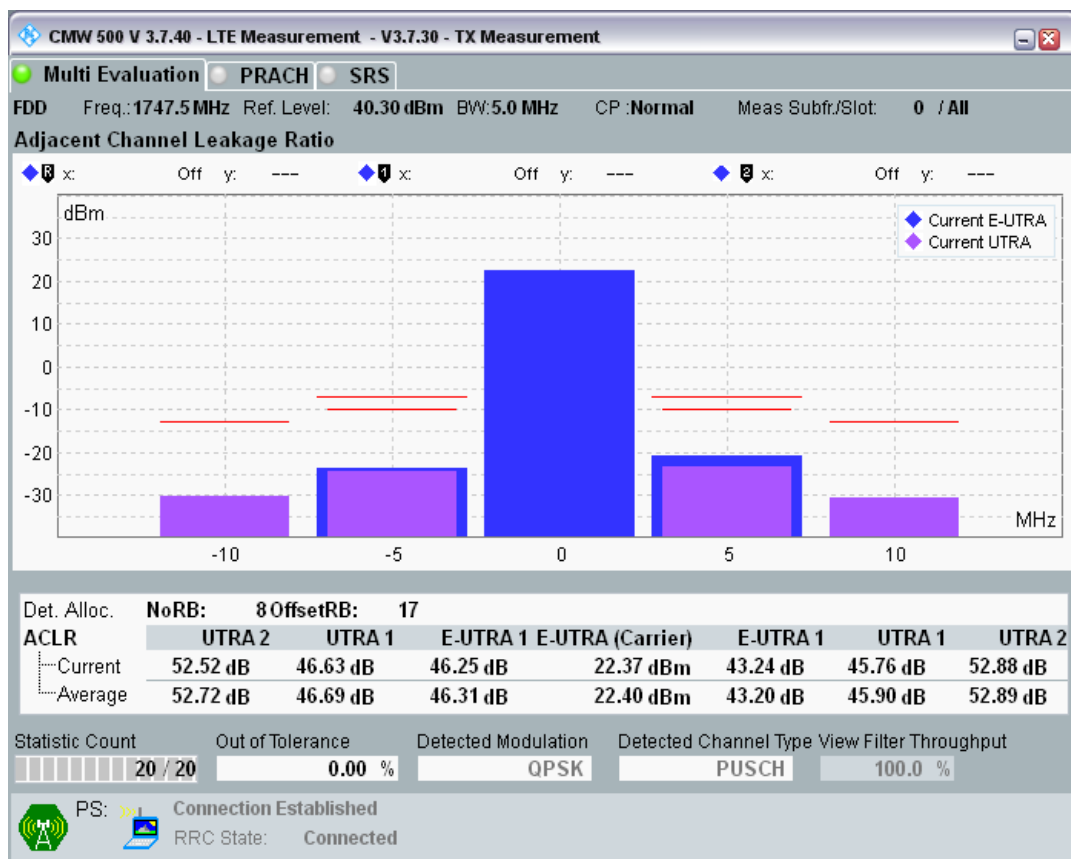 CMW 500 V 3.7.40 - LTE Measurement - V3.7.30 - TX Measurement
Multi Evaluation PRACH SRS
FDD Freq.: 1747.5 MHz Ref. Level: 40.30 dBm BW: 5.0 MHz CP : Normal Meas Subfr./Slot: 0 / All
Adjacent Channel Leakage Ratio
R x: Off y: --- 1 x: Off y: --- 2 x: Off y: ---
dBm
Current E-UTRA
Current UTRA
30
20
10
0
-10
-20
-30
MHz
-10 -5 0 5 10
Det. Alloc. NoRB: 8 OffsetRB: 17
ACLR UTRA 2 UTRA 1 E-UTRA 1 E-UTRA (Carrier) E-UTRA 1 UTRA 1 UTRA 2
Current 52.52 dB 46.63 dB 46.25 dB 22.37 dBm 43.24 dB 45.76 dB 52.88 dB
Average 52.72 dB 46.69 dB 46.31 dB 22.40 dBm 43.20 dB 45.90 dB 52.89 dB
Statistic Count Out of Tolerance Detected Modulation Detected Channel Type View Filter Throughput
20 / 20 0.00 % QPSK PUSCH 100.0 %
PS: Connection Established
RRC State: Connected